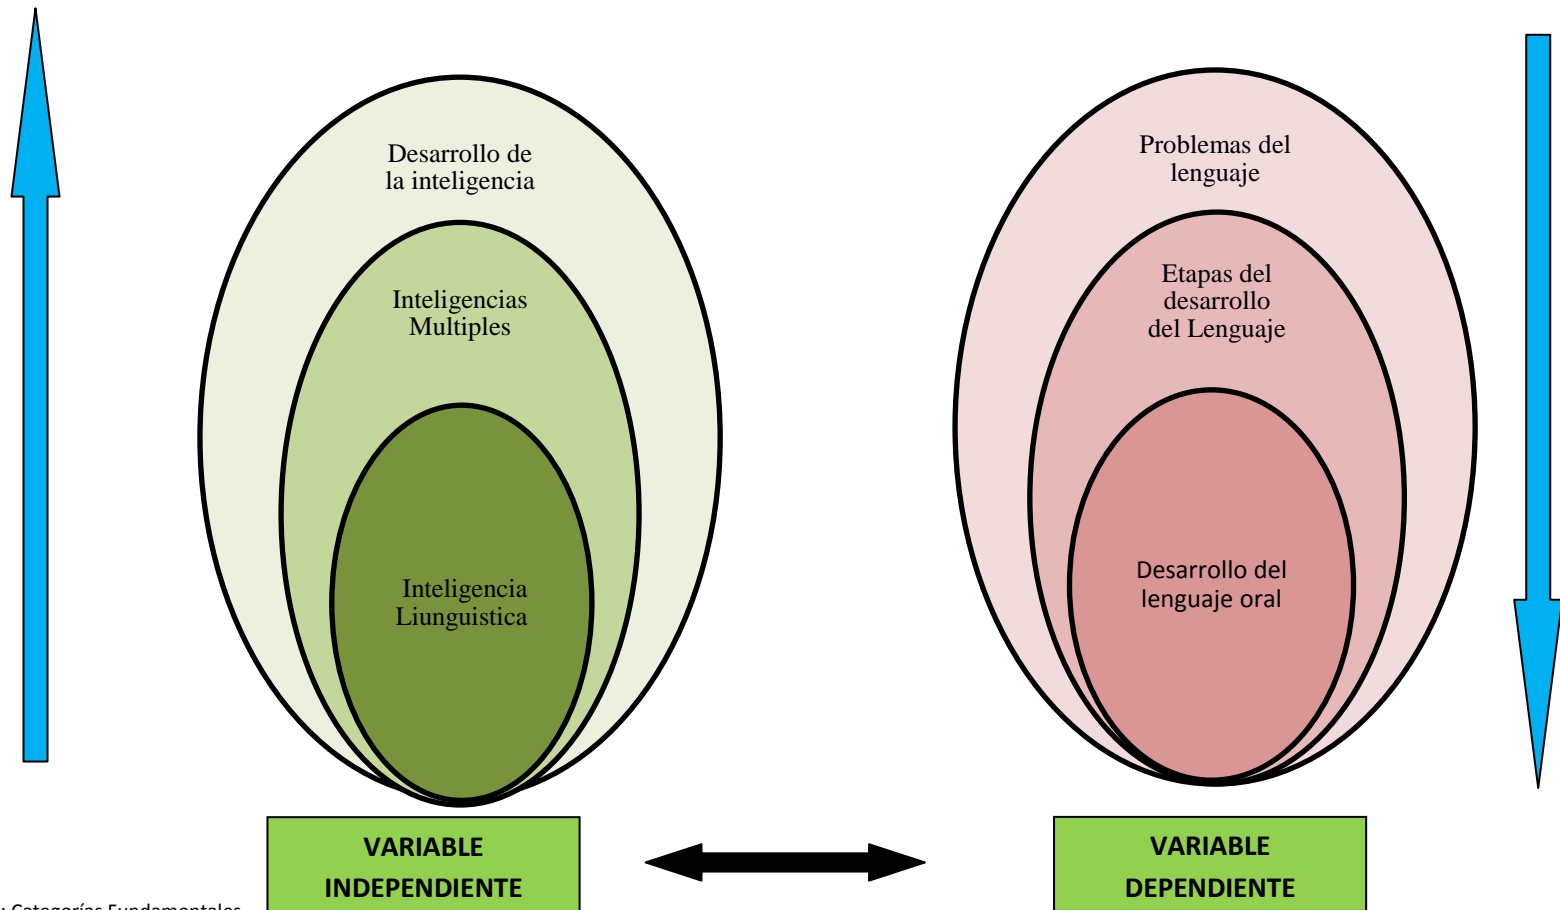 Desarrollo de
la inteligencia
Inteligencias
Multiples
Inteligencia
Liunguistica
Problemas del
lenguaje
Etapas del
desarrollo
del Lenguaje
Desarrollo del
lenguaje oral
VARIABLE
INDEPENDIENTE
VARIABLE
DEPENDIENTE
: Categorías Fundamentales